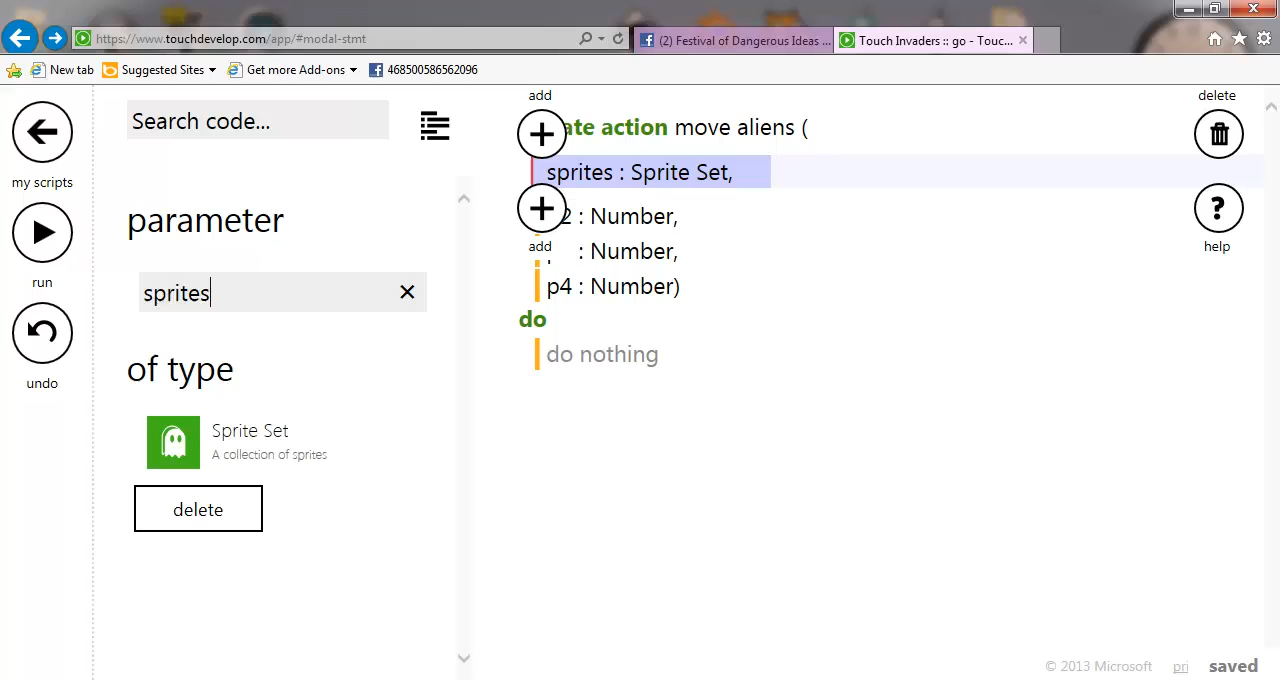 https://www.touchdevelop.com/app/#modal-stmt
(2) Festival of Dangerous Ideas ...
Touch Invaders :: go - Touc...
New tab
Suggested Sites
Get more Add-ons
468500586562096
Search code...
my scripts
run
undo
parameter
sprites
of type
Sprite Set
A collection of sprites
delete
add
ate action move aliens (
sprites : Sprite Set,
2 : Number,
add
: Number,
p4 : Number)
do
do nothing
delete
help
© 2013 Microsoft
pri
saved